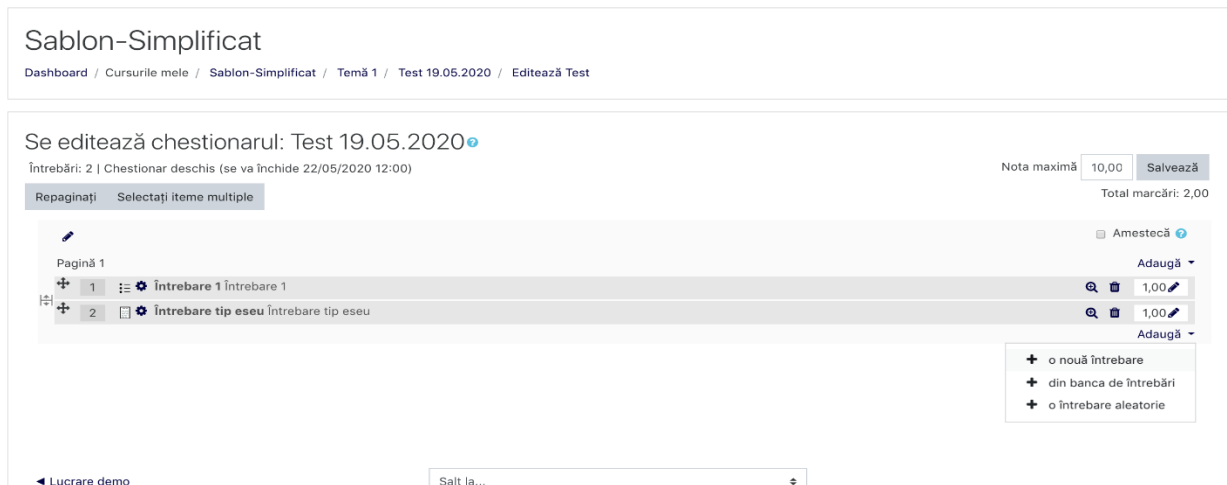 Sablon-Simplificat
Dashboard / Cursurile mele / Sablon-Simplificat / Temă 1 / Test 19.05.2020 / Editează Test
Se editează chestionarul: Test 19.05.2020
Întrebări: 2 | Chestionar deschis (se va închide 22/05/2020 12:00)
Nota maximă 10,00 Salvează
Repaginați Selectați iteme multiple
Total marcări: 2,00
Amestecă
Pagină 1
Adaugă
1 Întrebare 1 Întrebare 1 1,00
2 Întrebare tip eseu Întrebare tip eseu 1,00
Adaugă
o nouă întrebare
din banca de întrebări
o întrebare aleatorie
◄ Lucrare demo
Salt la...